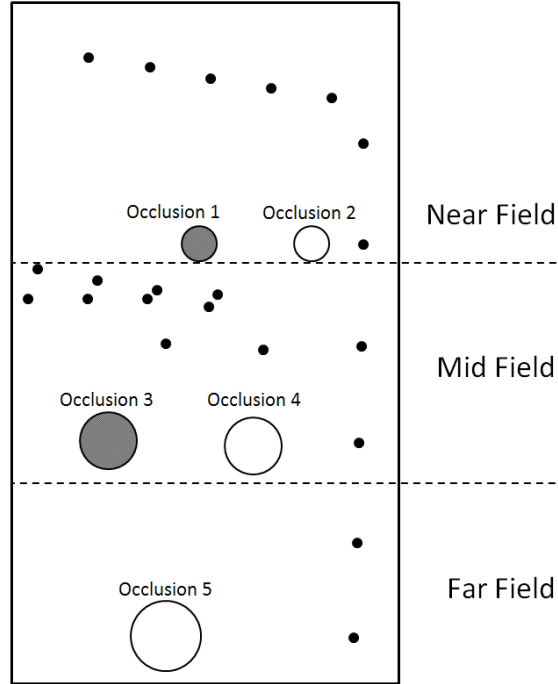 Occlusion 1
Occlusion 2
Near Field
Mid Field
Occlusion 3
Occlusion 4
Far Field
Occlusion 5